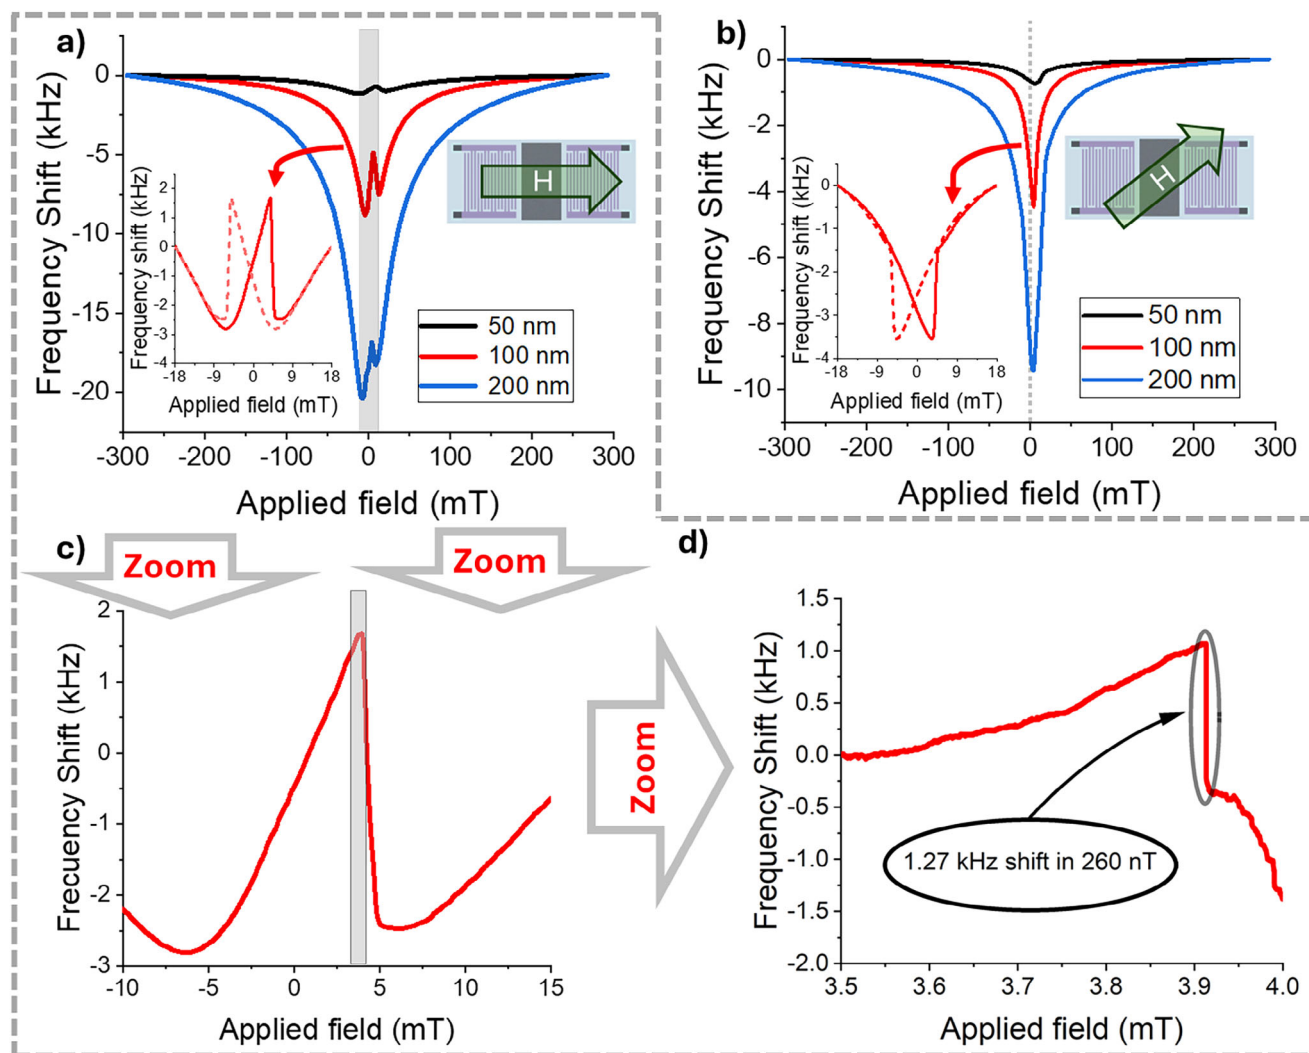 a)
Frequency Shift (kHz)
0
-5
-10
-15
-20
-300
-200
-100
0
100
200
300
Applied field (mT)
H
50 nm
100 nm
200 nm
Frequency shift (kHz)
2
1
0
-1
-2
-3
-4
-18
-9
0
9
18
Applied field (mT)
b)
Frequency Shift (kHz)
0
-2
-4
-6
-8
-10
-300
-200
-100
0
100
200
300
Applied field (mT)
H
50 nm
100 nm
200 nm
Frequency shift (kHz)
0
-1
-2
-3
-4
-18
-9
0
9
18
Applied field (mT)
c)
Zoom
Zoom
Frecuency Shift (kHz)
2
1
0
-1
-2
-3
-10
-5
0
5
10
15
Applied field (mT)
Zoom
d)
Frequency Shift (kHz)
1.5
1.0
0.5
0.0
-0.5
-1.0
-1.5
-2.0
3.5
3.6
3.7
3.8
3.9
4.0
Applied field (mT)
1.27 kHz shift in 260 nT